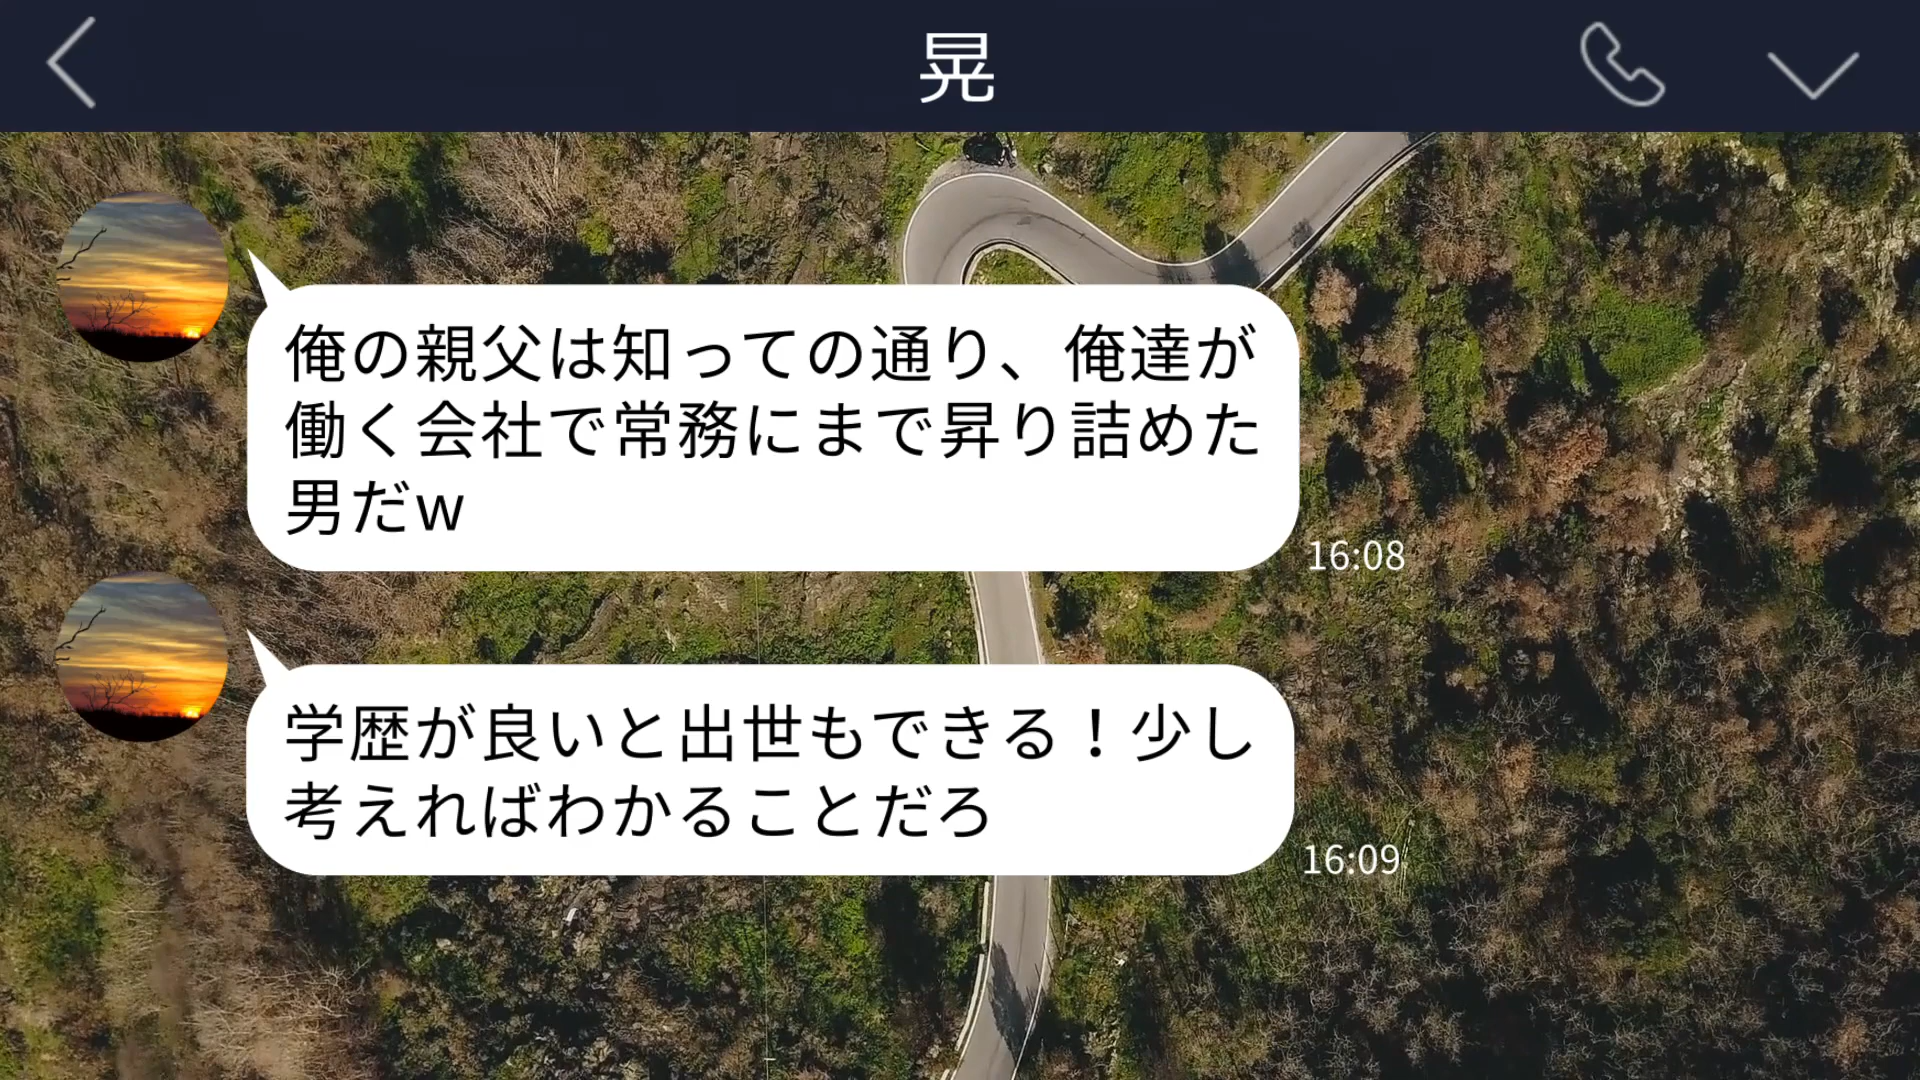 晃
俺の親父は知っての通り、俺達が
働く会社で常務にまで昇り詰めた
男だw
16:08
学歴が良いと出世もできる！少し
考えればわかることだろ
16:09